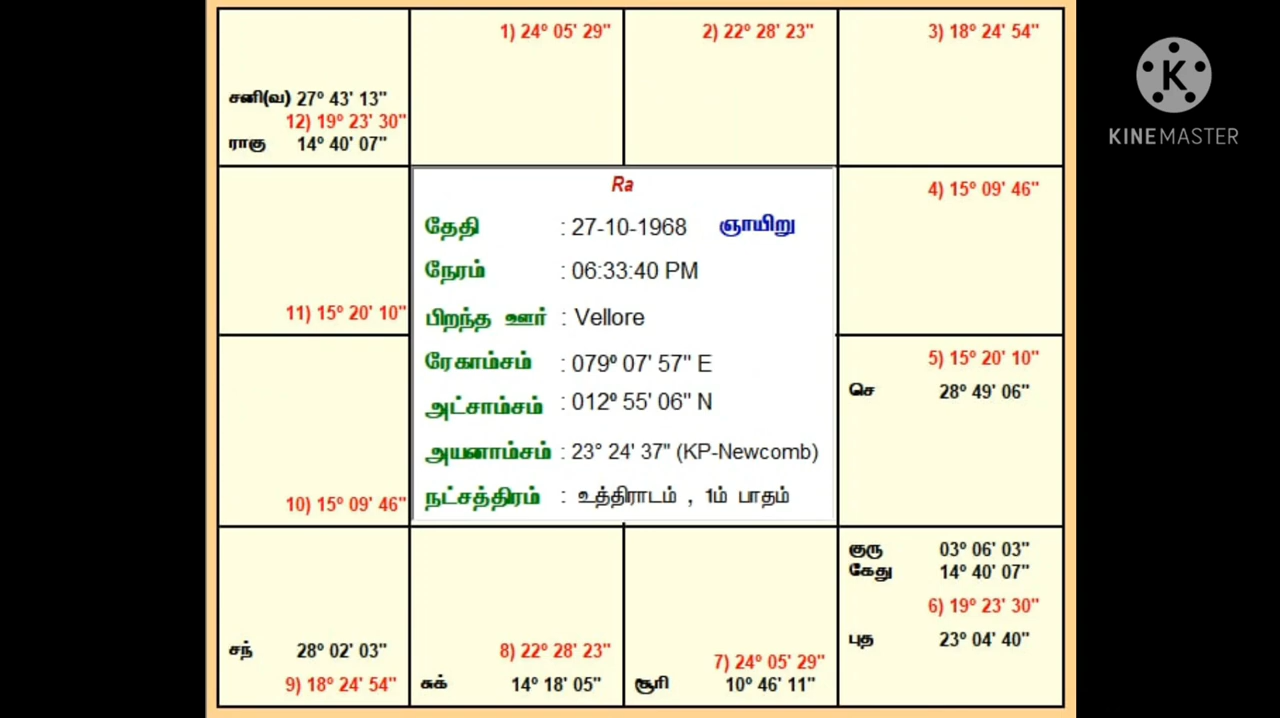 1) 24° 05' 29"
2) 22° 28' 23"
3) 18° 24' 54"
சனி(வ) 27° 43' 13"
12) 19° 23' 30"
ராகு 14° 40' 07"
K
KINEMASTER
Ra
தேதி : 27-10-1968 ஞாயிறு
நேரம் : 06:33:40 PM
பிறந்த ஊர் : Vellore
ரேகாம்சம் : 079° 07' 57" E
அட்சாம்சம் : 012° 55' 06" N
அயனாம்சம் : 23° 24' 37" (KP-Newcomb)
நட்சத்திரம் : உத்திராடம் , 1ம் பாதம்
4) 15° 09' 46"
11) 15° 20' 10"
5) 15° 20' 10"
செ 28° 49' 06"
10) 15° 09' 46"
குரு 03° 06' 03"
கேது 14° 40' 07"
6) 19° 23' 30"
புத 23° 04' 40"
சந் 28° 02' 03"
9) 18° 24' 54"
8) 22° 28' 23"
சுக் 14° 18' 05"
7) 24° 05' 29"
சூரி 10° 46' 11"